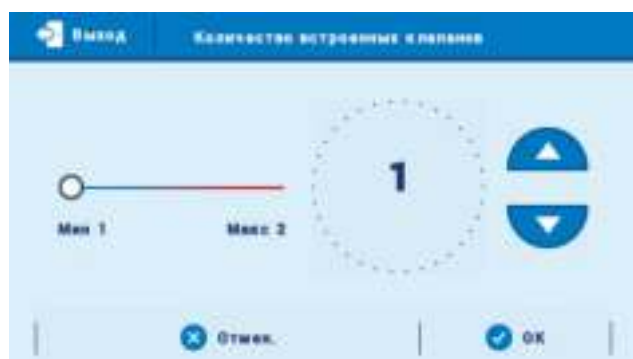 Выход
Количество встроенных клапанов
1
Мин 1
Макс 2
Отмен.
OK